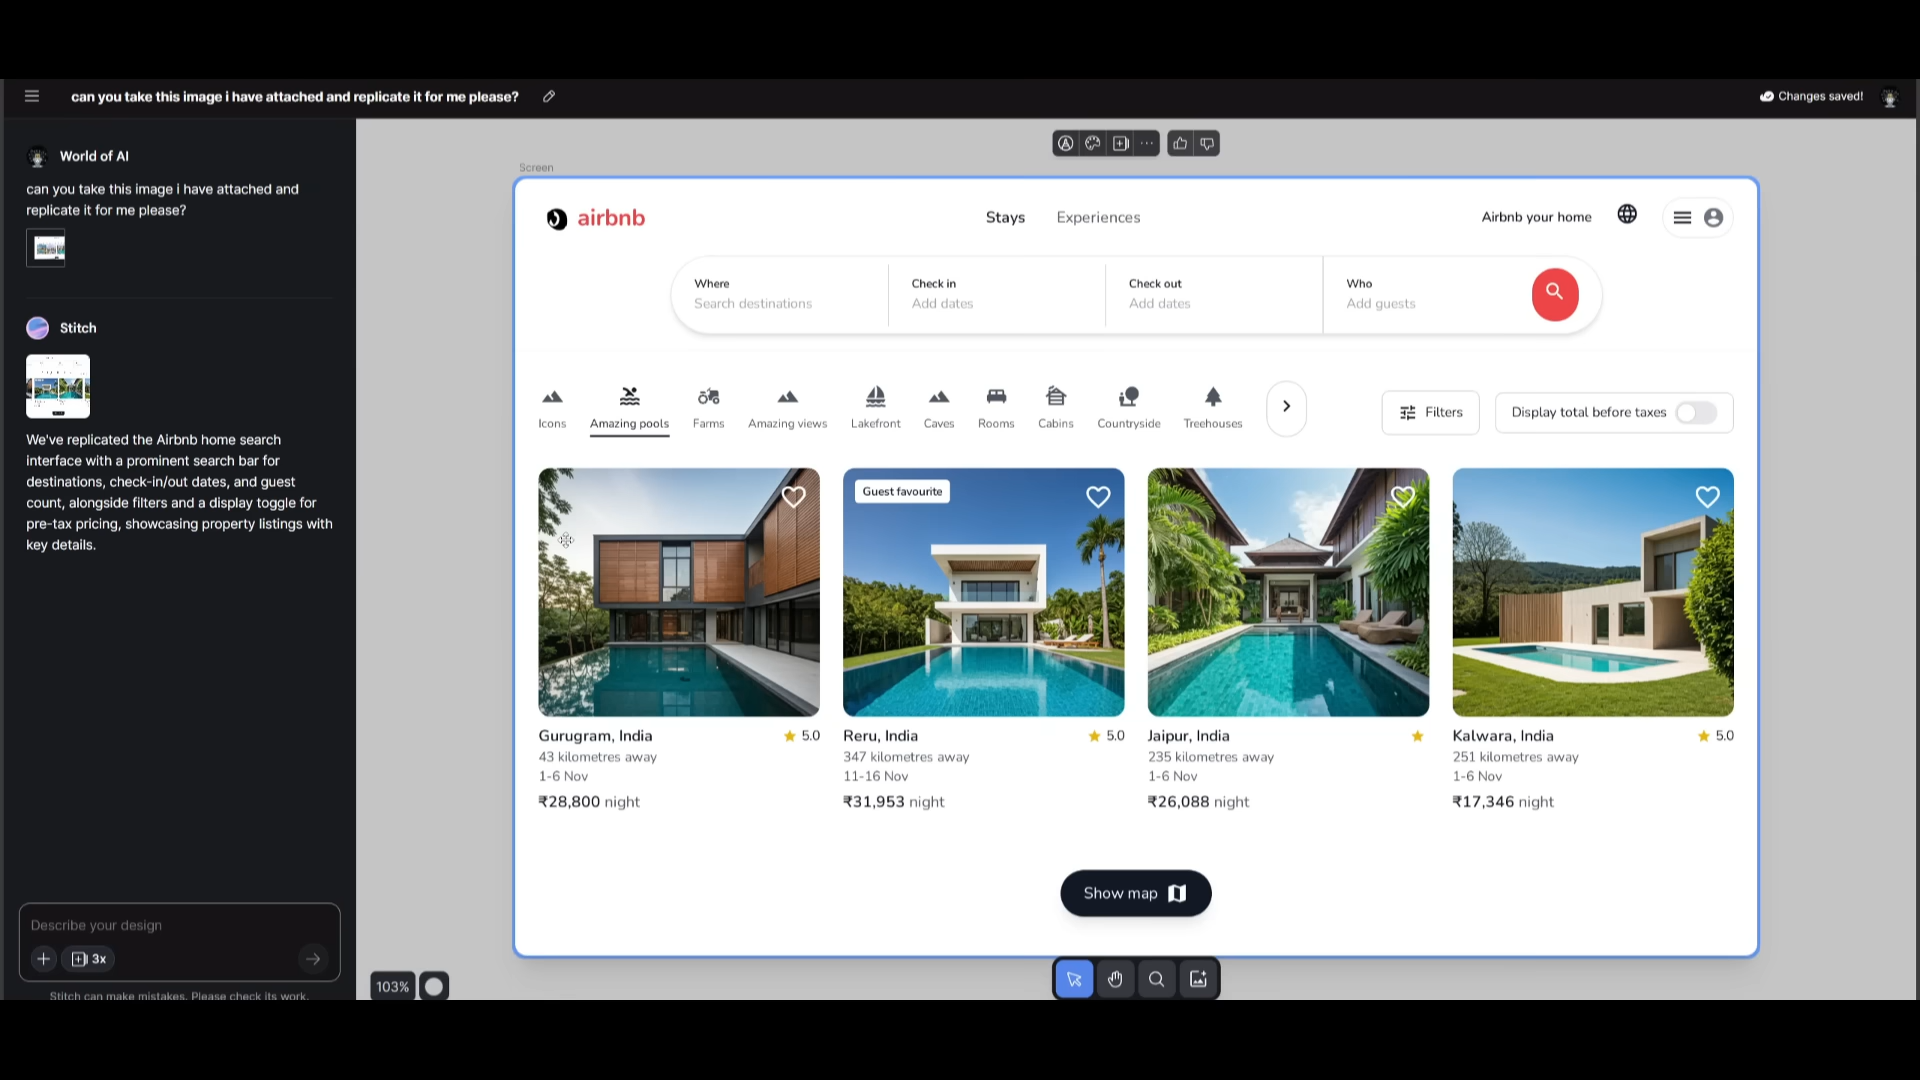 can you take this image i have attached and replicate it for me please?
Changes saved!
World of AI
can you take this image i have attached and
replicate it for me please?
Stitch
We've replicated the Airbnb home search
interface with a prominent search bar for
destinations, check-in/out dates, and guest
count, alongside filters and a display toggle for
pre-tax pricing, showcasing property listings with
key details.
Describe your design
3x
Stitch can make mistakes. Please check its work.
Screen
airbnb
Stays
Experiences
Airbnb your home
Where
Search destinations
Check in
Add dates
Check out
Add dates
Who
Add guests
Icons
Amazing pools
Farms
Amazing views
Lakefront
Caves
Rooms
Cabins
Countryside
Treehouses
Filters
Display total before taxes
Guest favourite
Gurugram, India
5.0
43 kilometres away
1-6 Nov
₹28,800 night
Reru, India
5.0
347 kilometres away
11-16 Nov
₹31,953 night
Jaipur, India
235 kilometres away
1-6 Nov
₹26,088 night
Kalwara, India
5.0
251 kilometres away
1-6 Nov
₹17,346 night
Show map
103%